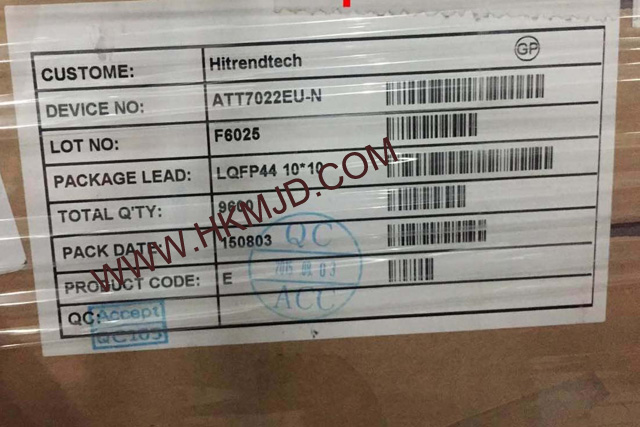 CUSTOME: Hitrendtech GP
DEVICE NO: ATT7022EU-N
LOT NO: F6025
PACKAGE LEAD: LQFP44 10*10
TOTAL Q'TY: 9600
PACK DATE: 150803
PRODUCT CODE: E
QC: Accept
QC103
QC
ACC
WWW.HKMJD.COM